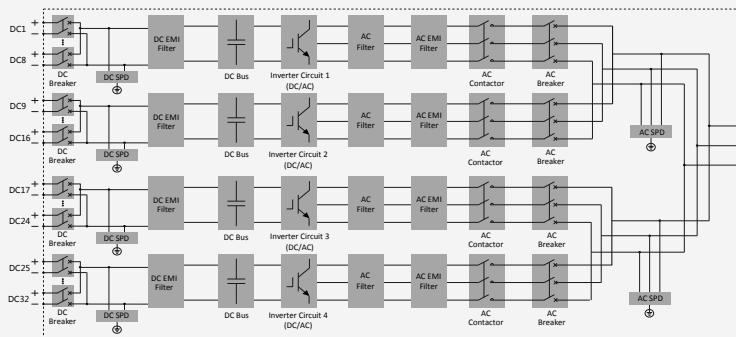 DC1 + −
DC8 + −
DC Breaker
DC SPD
DC EMI Filter
DC Bus
Inverter Circuit 1 (DC/AC)
AC Filter
AC EMI Filter
AC Contactor
AC Breaker
DC9 + −
DC16 + −
DC Breaker
DC SPD
DC EMI Filter
DC Bus
Inverter Circuit 2 (DC/AC)
AC Filter
AC EMI Filter
AC Contactor
AC Breaker
AC SPD
DC17 + −
DC24 + −
DC Breaker
DC SPD
DC EMI Filter
DC Bus
Inverter Circuit 3 (DC/AC)
AC Filter
AC EMI Filter
AC Contactor
AC Breaker
DC25 + −
DC32 + −
DC Breaker
DC SPD
DC EMI Filter
DC Bus
Inverter Circuit 4 (DC/AC)
AC Filter
AC EMI Filter
AC Contactor
AC Breaker
AC SPD